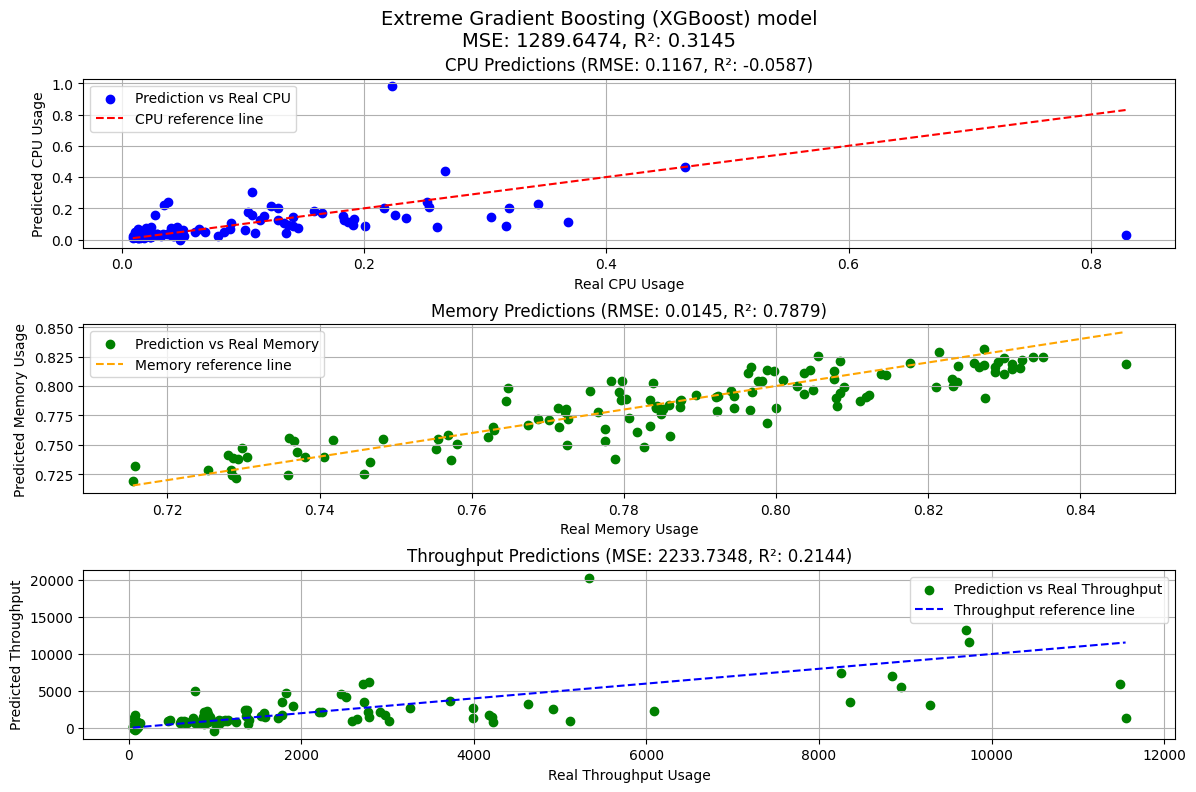 Extreme Gradient Boosting (XGBoost) model
MSE: 1289.6474, R²: 0.3145
CPU Predictions (RMSE: 0.1167, R²: -0.0587)
Prediction vs Real CPU
CPU reference line
Predicted CPU Usage
1.0
0.8
0.6
0.4
0.2
0.0
0.0 0.2 0.4 0.6 0.8
Real CPU Usage
Memory Predictions (RMSE: 0.0145, R²: 0.7879)
Prediction vs Real Memory
Memory reference line
Predicted Memory Usage
0.850
0.825
0.800
0.775
0.750
0.725
0.72 0.74 0.76 0.78 0.80 0.82 0.84
Real Memory Usage
Throughput Predictions (MSE: 2233.7348, R²: 0.2144)
Prediction vs Real Throughput
Throughput reference line
Predicted Throughput
20000
15000
10000
5000
0
0 2000 4000 6000 8000 10000 12000
Real Throughput Usage